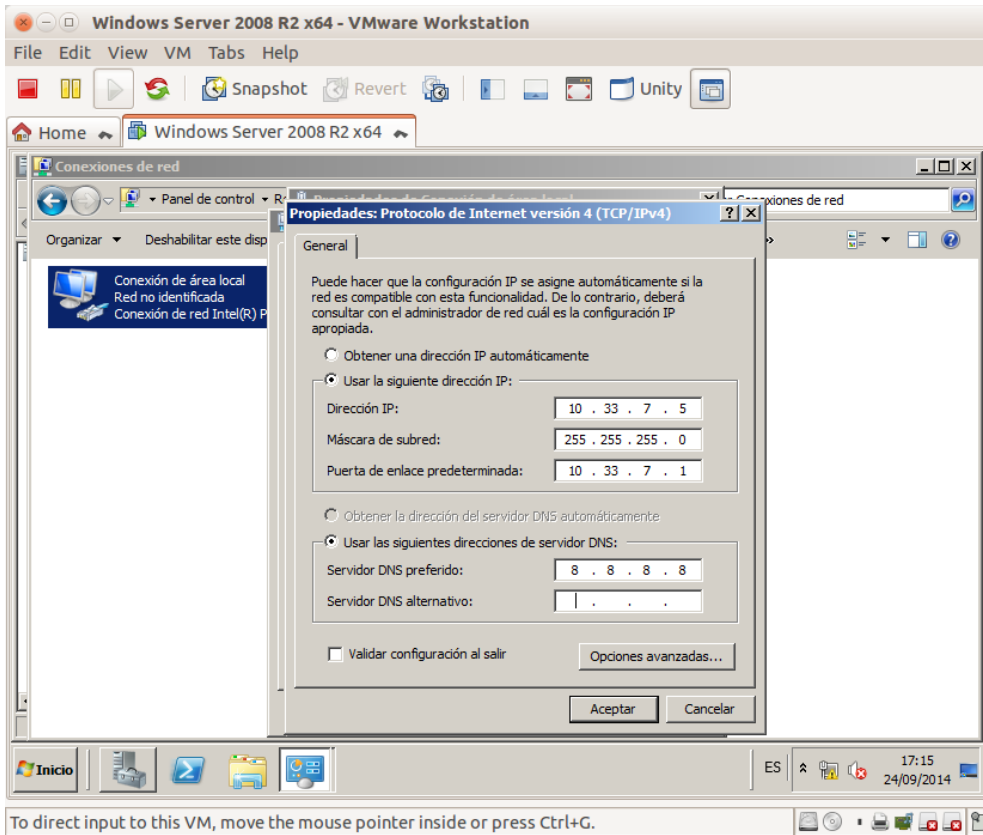 Windows Server 2008 R2 x64 - VMware Workstation
File Edit View VM Tabs Help
Snapshot Revert Unity
Home Windows Server 2008 R2 x64
Conexiones de red
Panel de control
Propiedades de Conexión de área local
Conexiones de red
Propiedades: Protocolo de Internet versión 4 (TCP/IPv4)
Organizar Deshabilitar este disp
General
Conexión de área local
Red no identificada
Conexión de red Intel(R) P
Puede hacer que la configuración IP se asigne automáticamente si la
red es compatible con esta funcionalidad. De lo contrario, deberá
consultar con el administrador de red cuál es la configuración IP
apropiada.
Obtener una dirección IP automáticamente
Usar la siguiente dirección IP:
Dirección IP: 10 . 33 . 7 . 5
Máscara de subred: 255 . 255 . 255 . 0
Puerta de enlace predeterminada: 10 . 33 . 7 . 1
Obtener la dirección del servidor DNS automáticamente
Usar las siguientes direcciones de servidor DNS:
Servidor DNS preferido: 8 . 8 . 8 . 8
Servidor DNS alternativo: . . .
Validar configuración al salir Opciones avanzadas...
Aceptar Cancelar
Inicio ES 17:15
24/09/2014
To direct input to this VM, move the mouse pointer inside or press Ctrl+G.